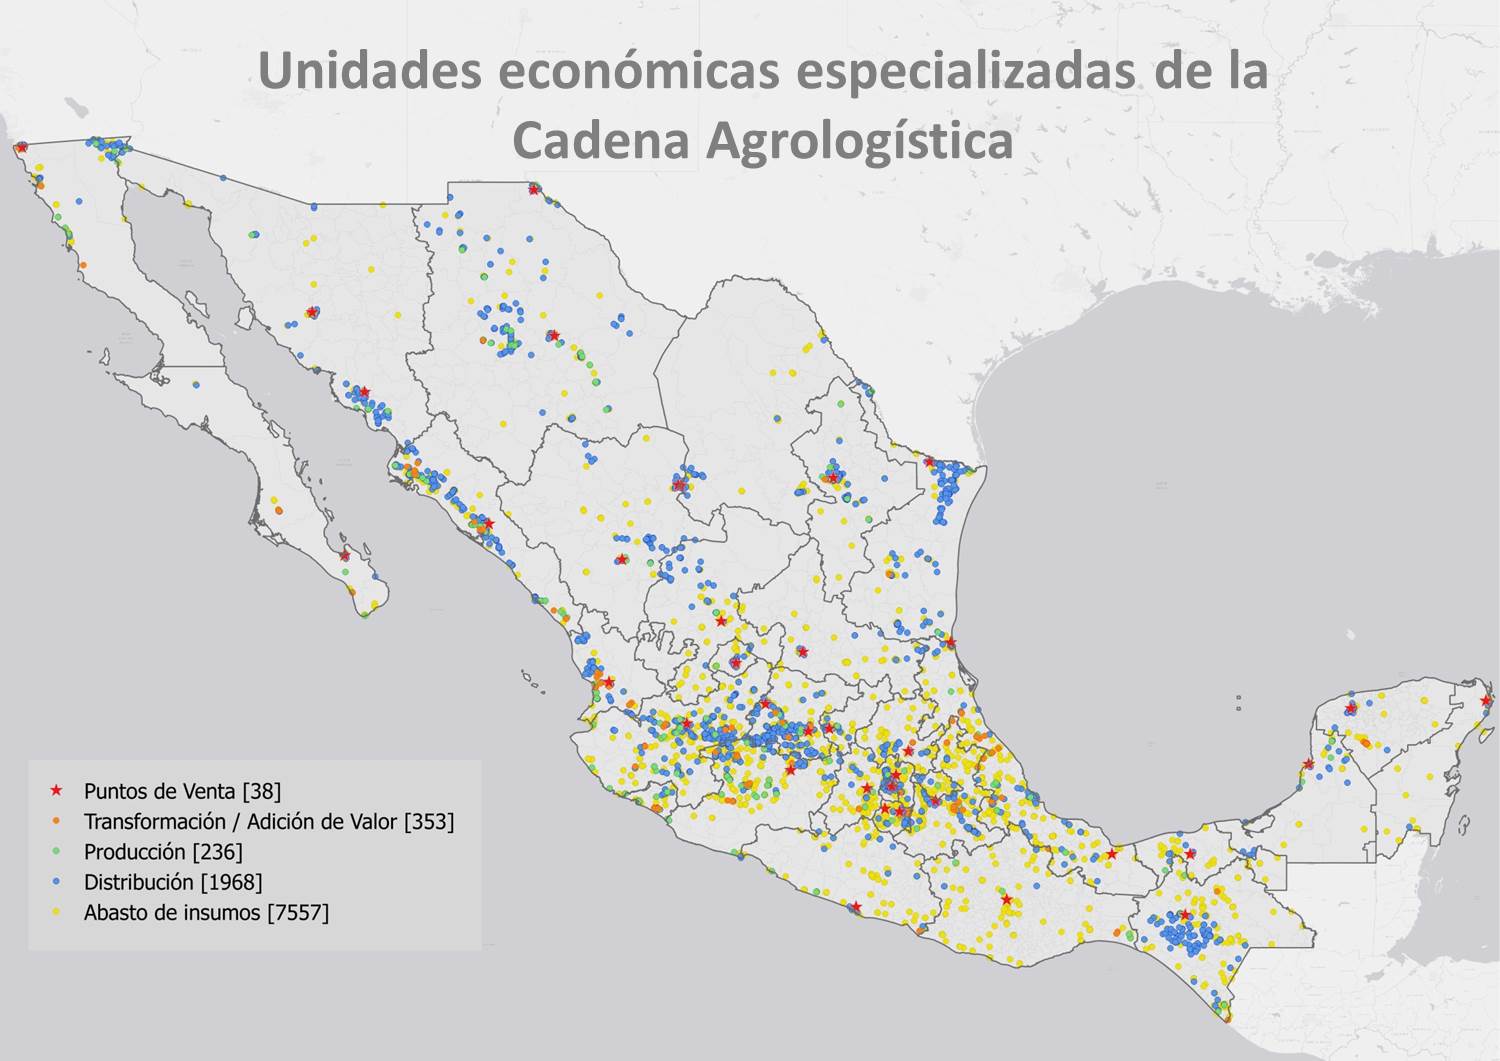 Unidades económicas especializadas de la
Cadena Agrologística
Puntos de Venta [38]
Transformación / Adición de Valor [353]
Producción [236]
Distribución [1968]
Abasto de insumos [7557]